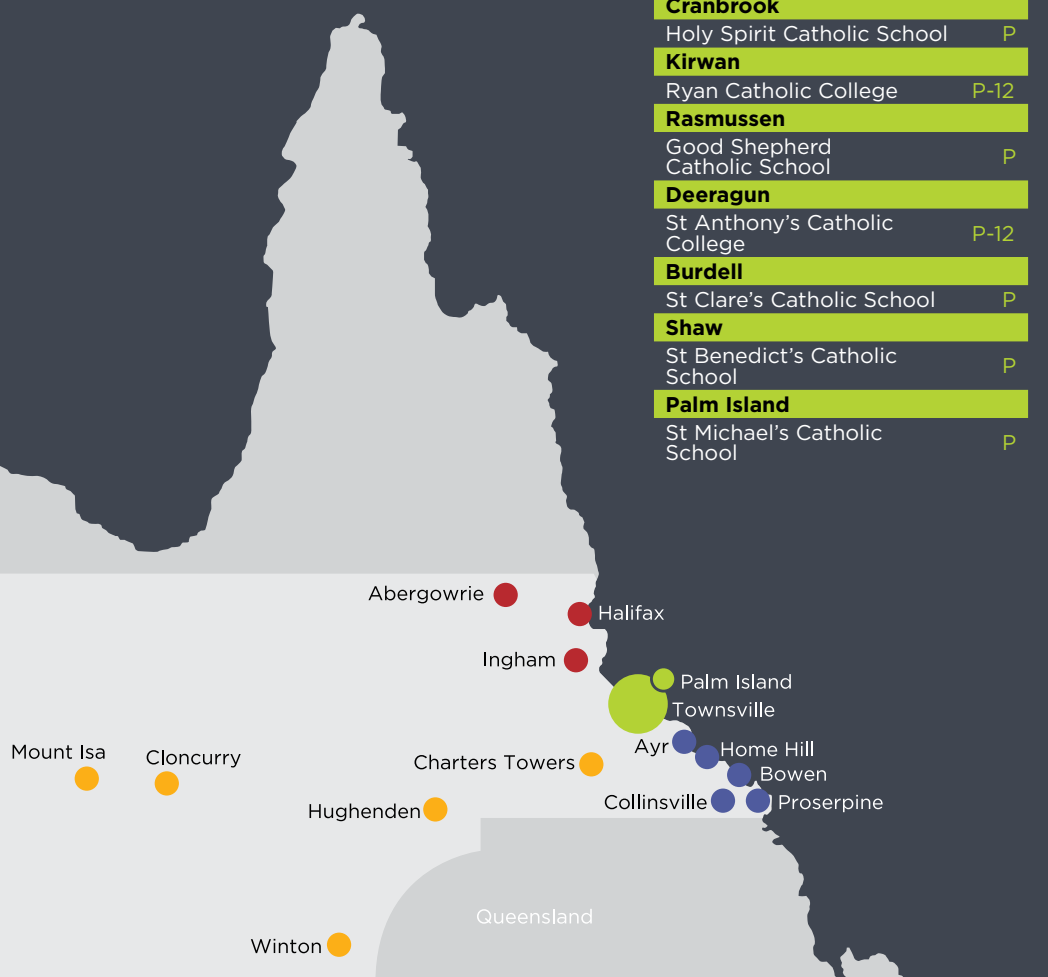 Cranbrook
Holy Spirit Catholic School P
Kirwan
Ryan Catholic College P-12
Rasmussen
Good Shepherd
Catholic School P
Deeragun
St Anthony's Catholic
College P-12
Burdell
St Clare's Catholic School P
Shaw
St Benedict's Catholic
School P
Palm Island
St Michael's Catholic
School P
Abergowrie
Halifax
Ingham
Palm Island
Townsville
Ayr
Home Hill
Mount Isa
Cloncurry
Charters Towers
Bowen
Collinsville
Proserpine
Hughenden
Queensland
Winton